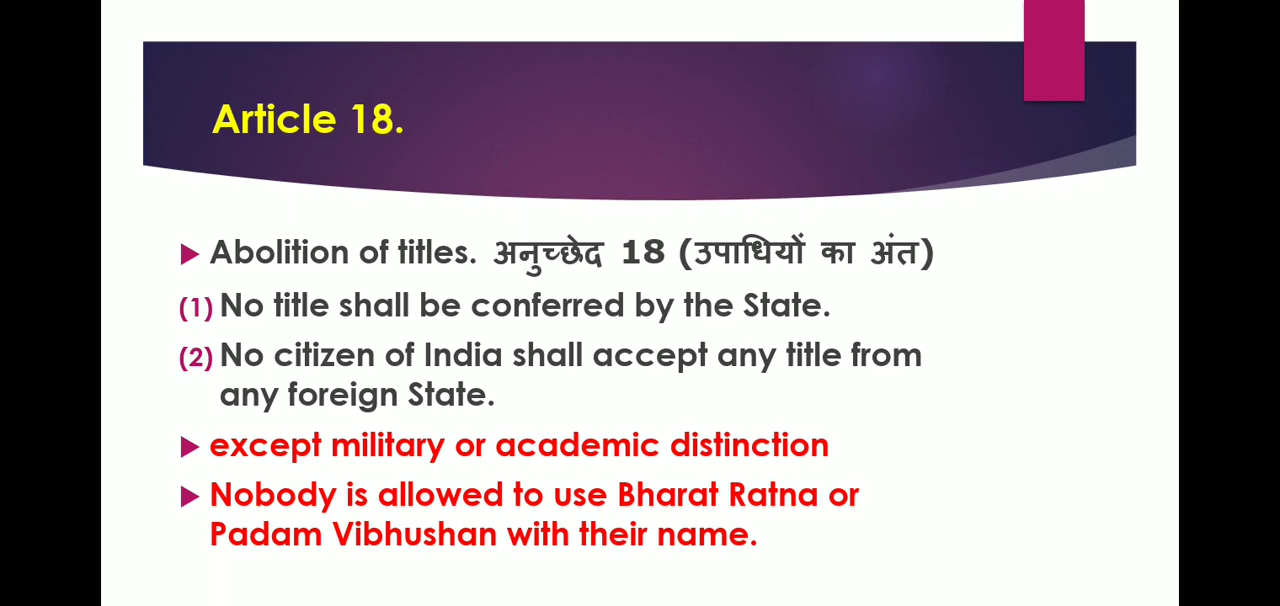 Article 18.
Abolition of titles. अनुच्छेद 18 (उपाधियों का अंत)
(1) No title shall be conferred by the State.
(2) No citizen of India shall accept any title from
any foreign State.
except military or academic distinction
Nobody is allowed to use Bharat Ratna or
Padam Vibhushan with their name.